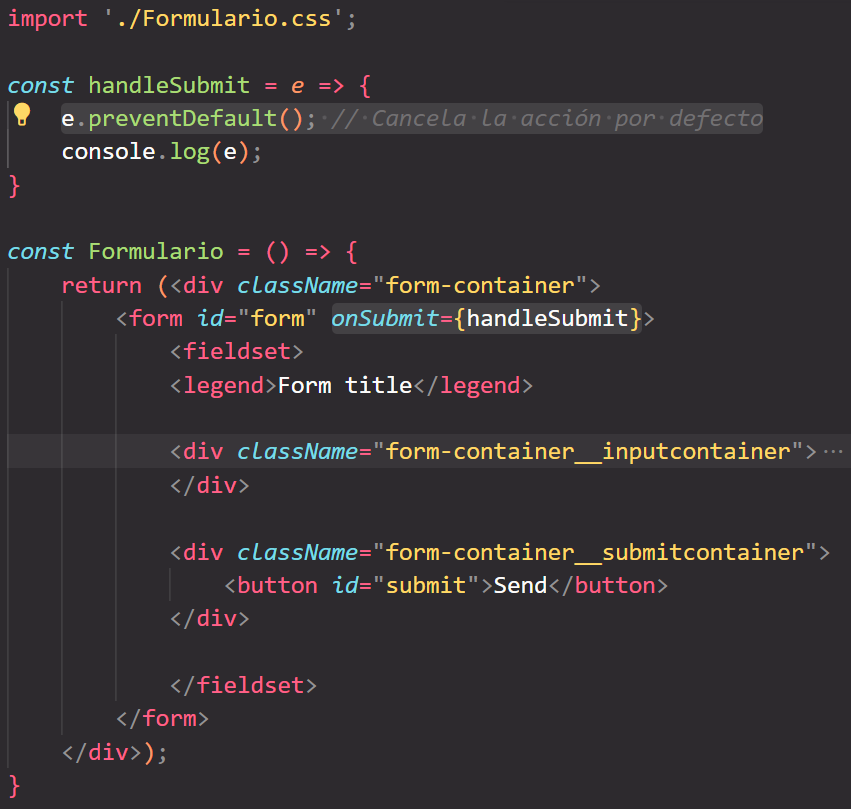 import './Formulario.css';
const handleSubmit = e => {
e.preventDefault(); // Cancela la acción por defecto
console.log(e);
}
const Formulario = () => {
return (<div className="form-container">
<form id="form" onSubmit={handleSubmit}>
<fieldset>
<legend>Form title</legend>
<div className="form-container__inputcontainer">···
</div>
<div className="form-container__submitcontainer">
<button id="submit">Send</button>
</div>
</fieldset>
</form>
</div>);
}